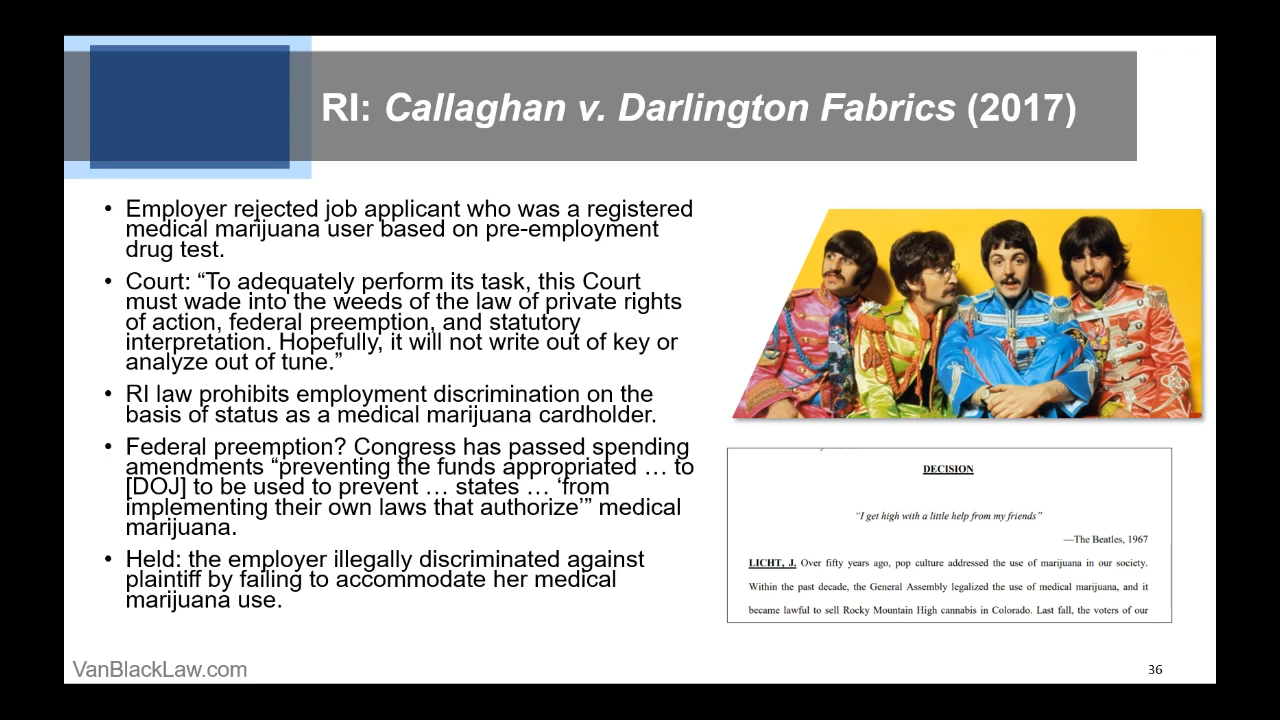 RI: Callaghan v. Darlington Fabrics (2017)
• Employer rejected job applicant who was a registered
medical marijuana user based on pre-employment
drug test.
• Court: “To adequately perform its task, this Court
must wade into the weeds of the law of private rights
of action, federal preemption, and statutory
interpretation. Hopefully, it will not write out of key or
analyze out of tune.”
• RI law prohibits employment discrimination on the
basis of status as a medical marijuana cardholder.
• Federal preemption? Congress has passed spending
amendments “preventing the funds appropriated … to
[DOJ] to be used to prevent … states … ‘from
implementing their own laws that authorize’” medical
marijuana.
• Held: the employer illegally discriminated against
plaintiff by failing to accommodate her medical
marijuana use.
DECISION
“I get high with a little help from my friends”
—The Beatles, 1967
LICHT, J. Over fifty years ago, pop culture addressed the use of marijuana in our society.
Within the past decade, the General Assembly legalized the use of medical marijuana, and it
became lawful to sell Rocky Mountain High cannabis in Colorado. Last fall, the voters of our
VanBlackLaw.com
36